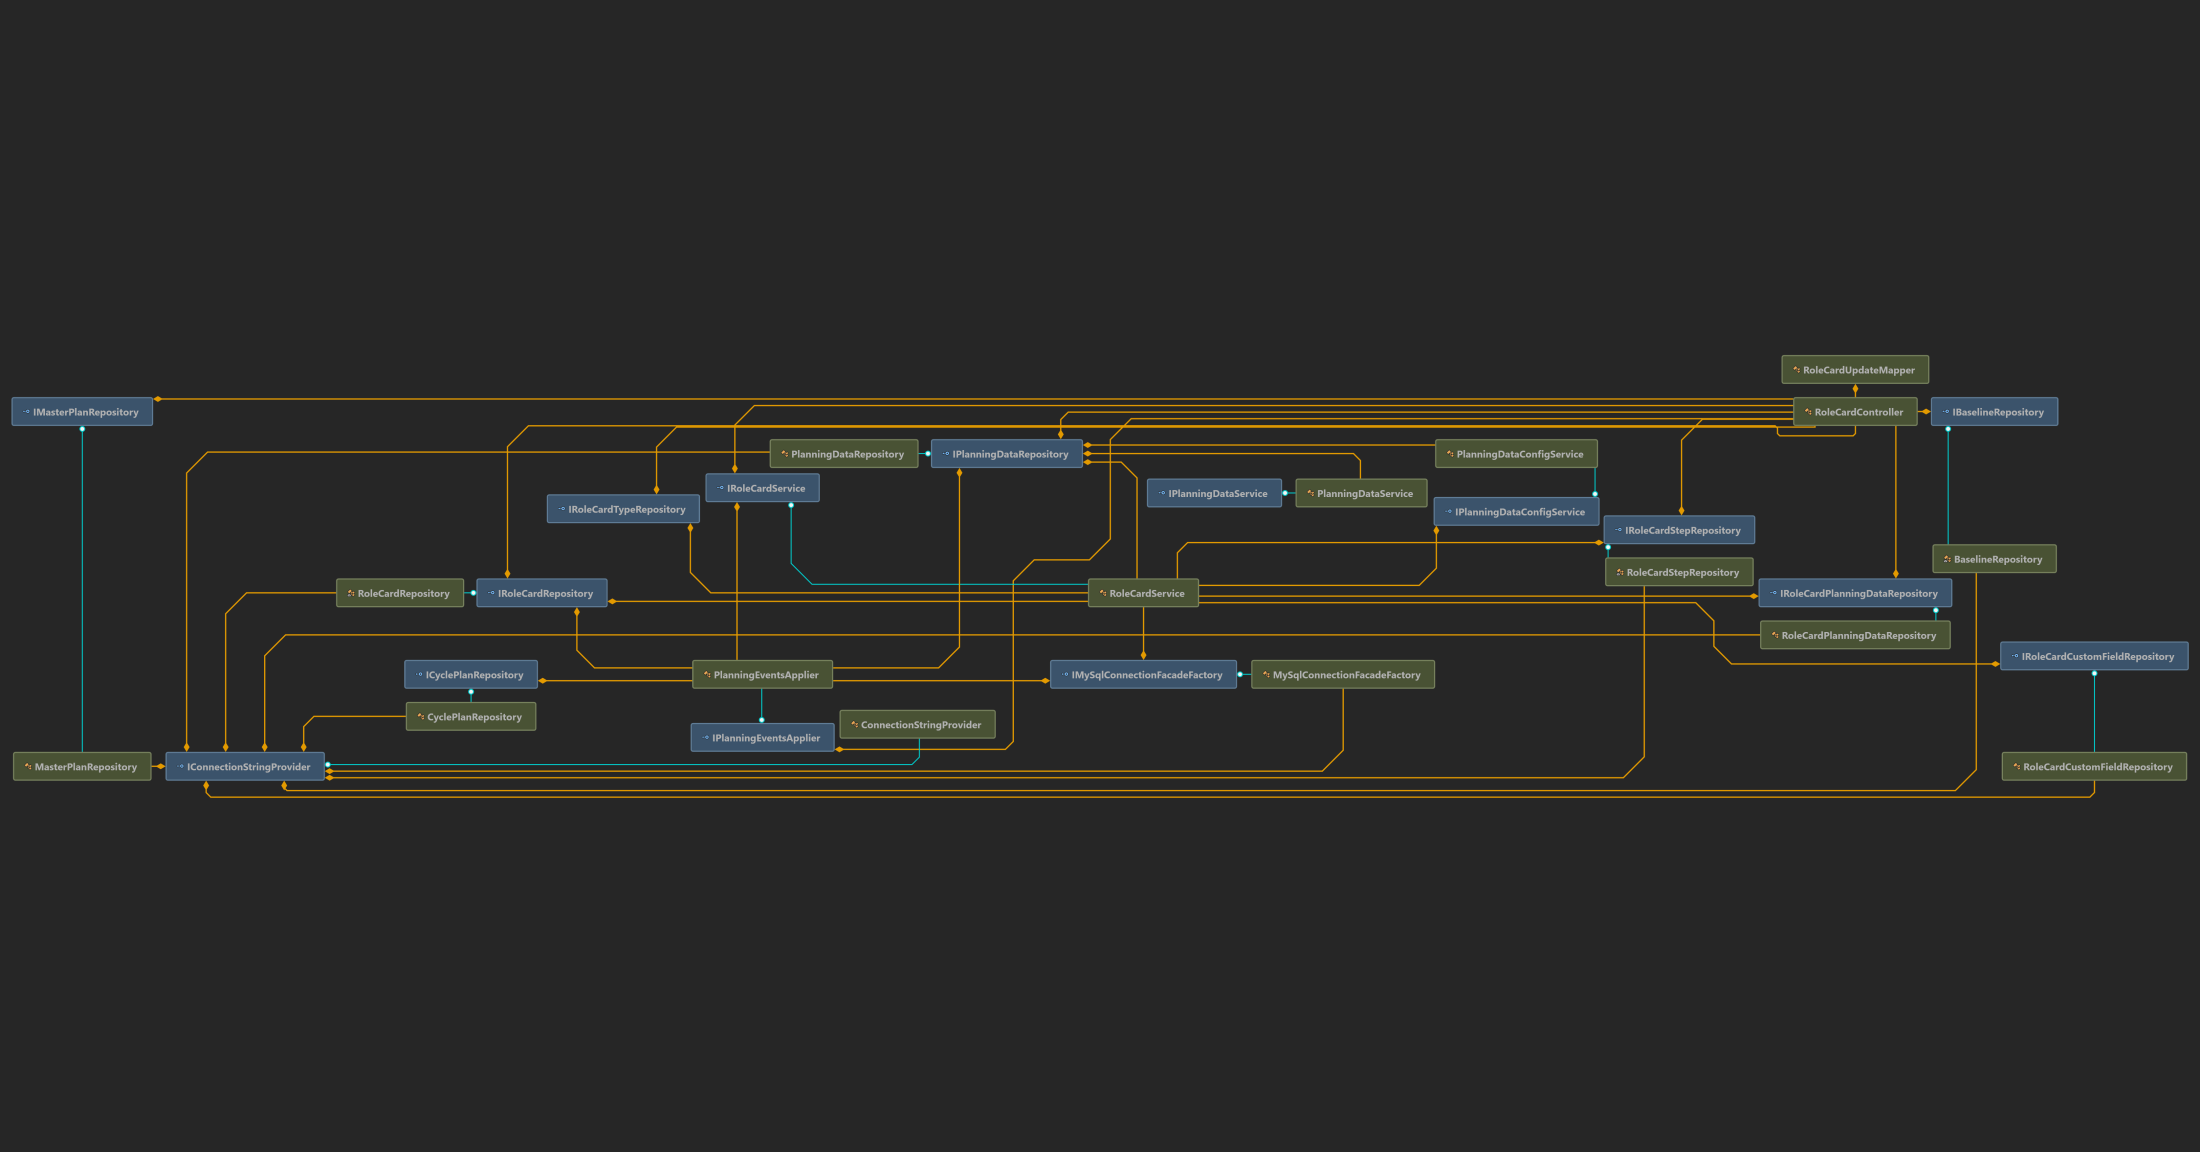 RoleCardUpdateMapper
IMasterPlanRepository
RoleCardController
IBaselineRepository
PlanningDataRepository
IPlanningDataRepository
PlanningDataConfigService
IRoleCardService
IPlanningDataService
PlanningDataService
IRoleCardTypeRepository
IPlanningDataConfigService
IRoleCardStepRepository
BaselineRepository
RoleCardStepRepository
RoleCardRepository
IRoleCardRepository
RoleCardService
IRoleCardPlanningDataRepository
RoleCardPlanningDataRepository
IRoleCardCustomFieldRepository
ICyclePlanRepository
PlanningEventsApplier
IMySqlConnectionFacadeFactory
MySqlConnectionFacadeFactory
CyclePlanRepository
ConnectionStringProvider
IPlanningEventsApplier
MasterPlanRepository
IConnectionStringProvider
RoleCardCustomFieldRepository